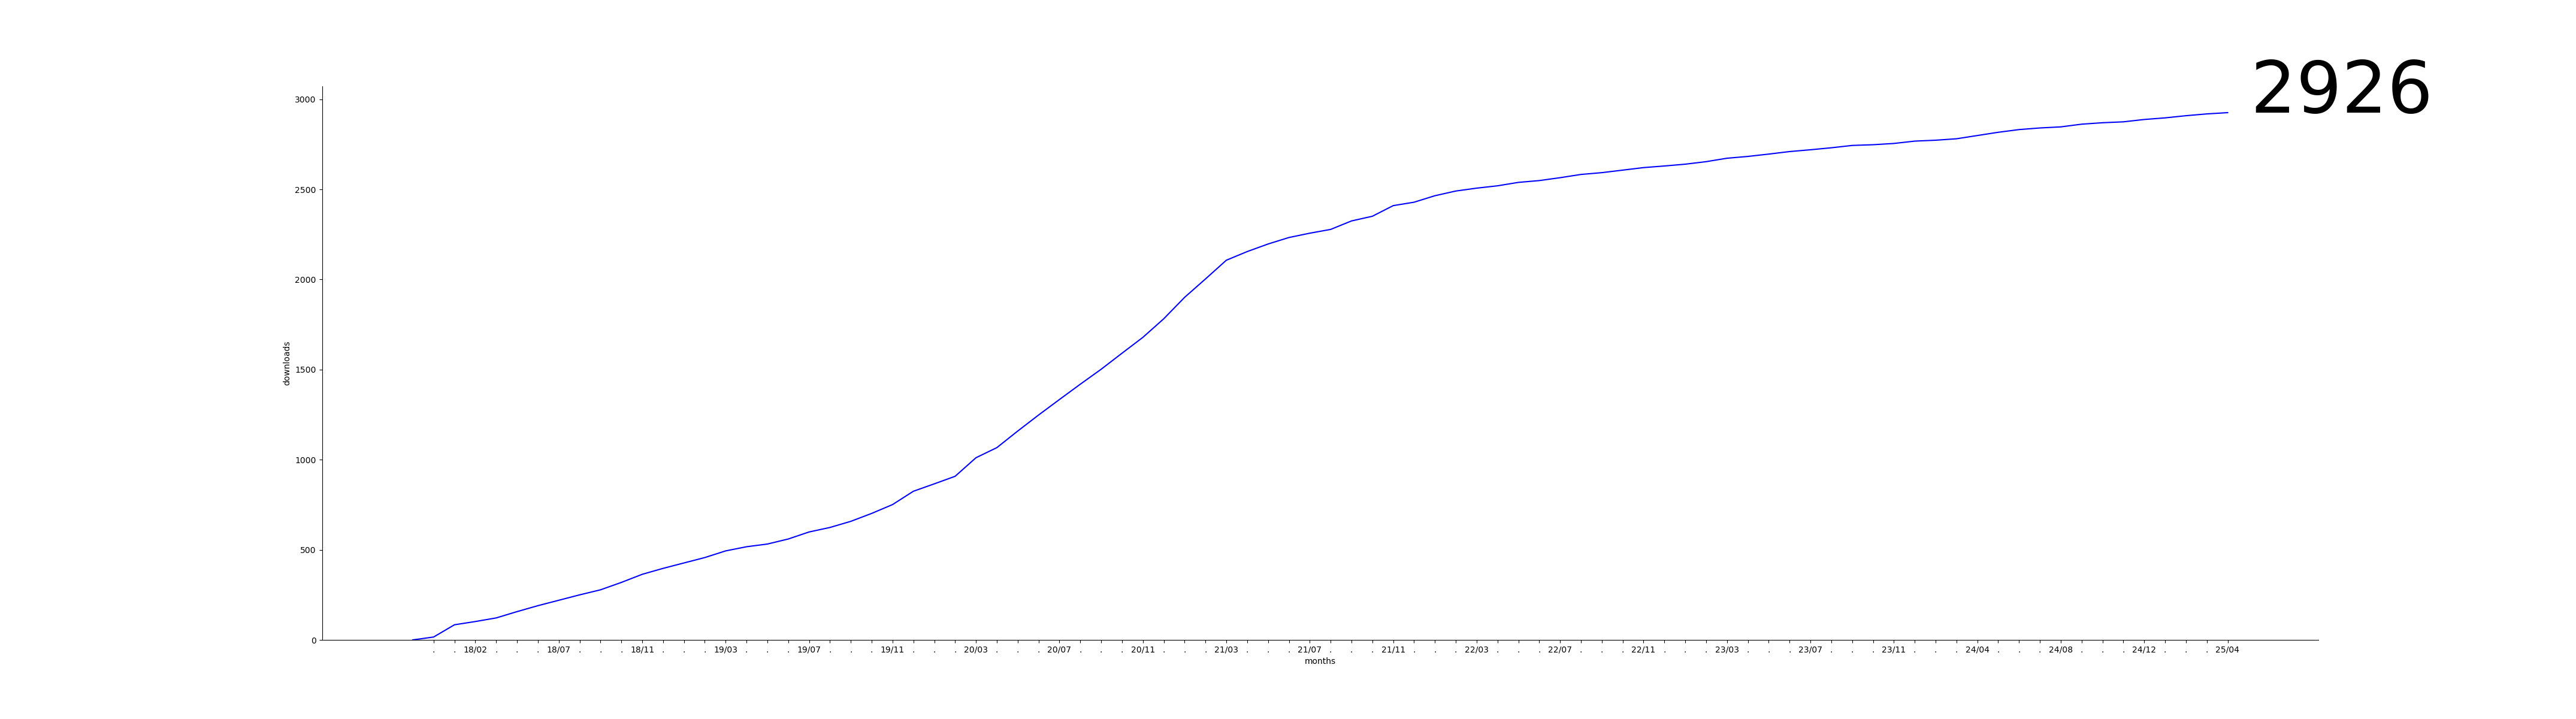 2926
3000
2500
2000
1500
1000
500
0
downloads
. . 18/02 . . . 18/07 . . . 18/11 . . . 19/03 . . . 19/07 . . . 19/11 . . . 20/03 . . . 20/07 . . . 20/11 . . . 21/03 . . . 21/07 . . . 21/11 . . . 22/03 . . . 22/07 . . . 22/11 . . . 23/03 . . . 23/07 . . . 23/11 . . . 24/04 . . . 24/08 . . . 24/12 . . . 25/04
months